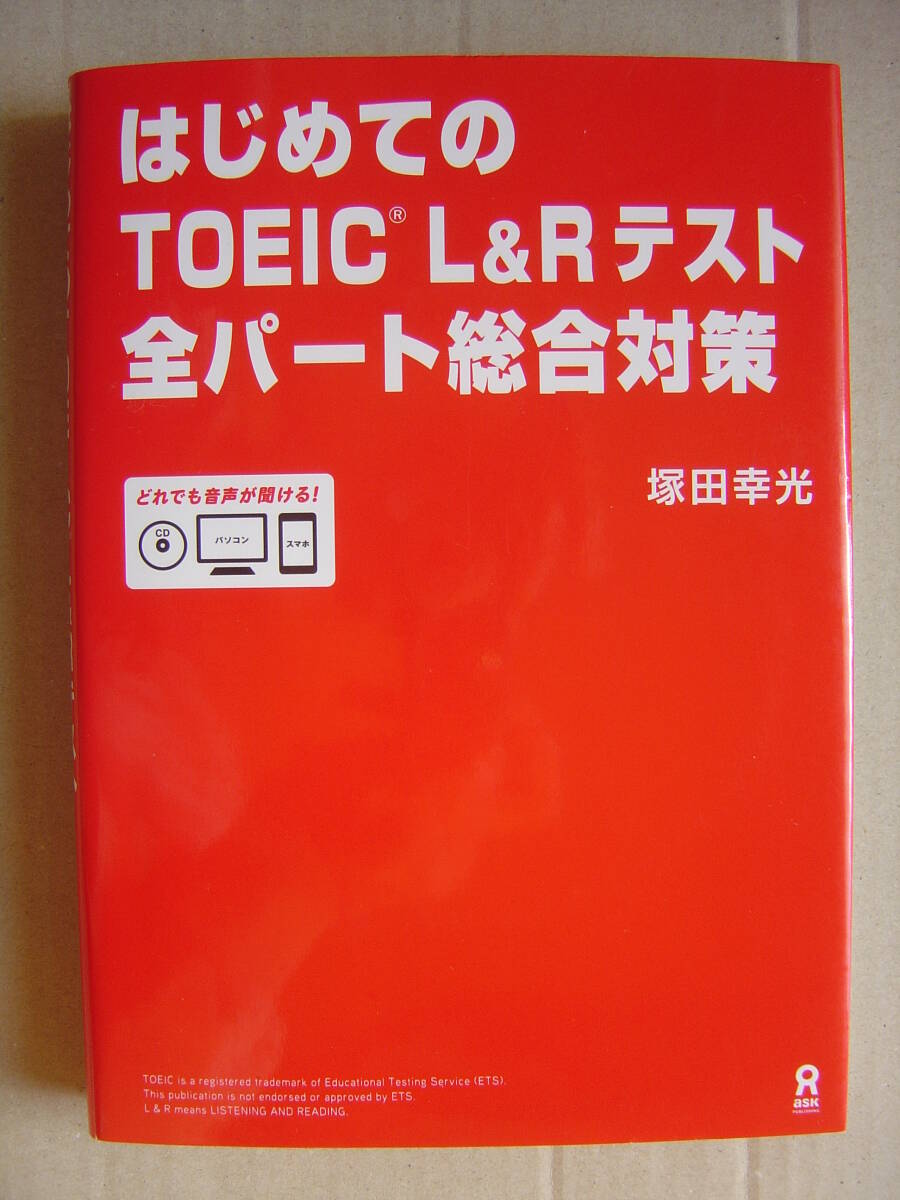 はじめての
TOEIC® L&Rテスト
全パート総合対策
塚田幸光
どれでも音声が聞ける!
CD
パソコン
スマホ
TOEIC is a registered trademark of Educational Testing Service (ETS).
This publication is not endorsed or approved by ETS.
L & R means LISTENING AND READING.
ask
PUBLISHING